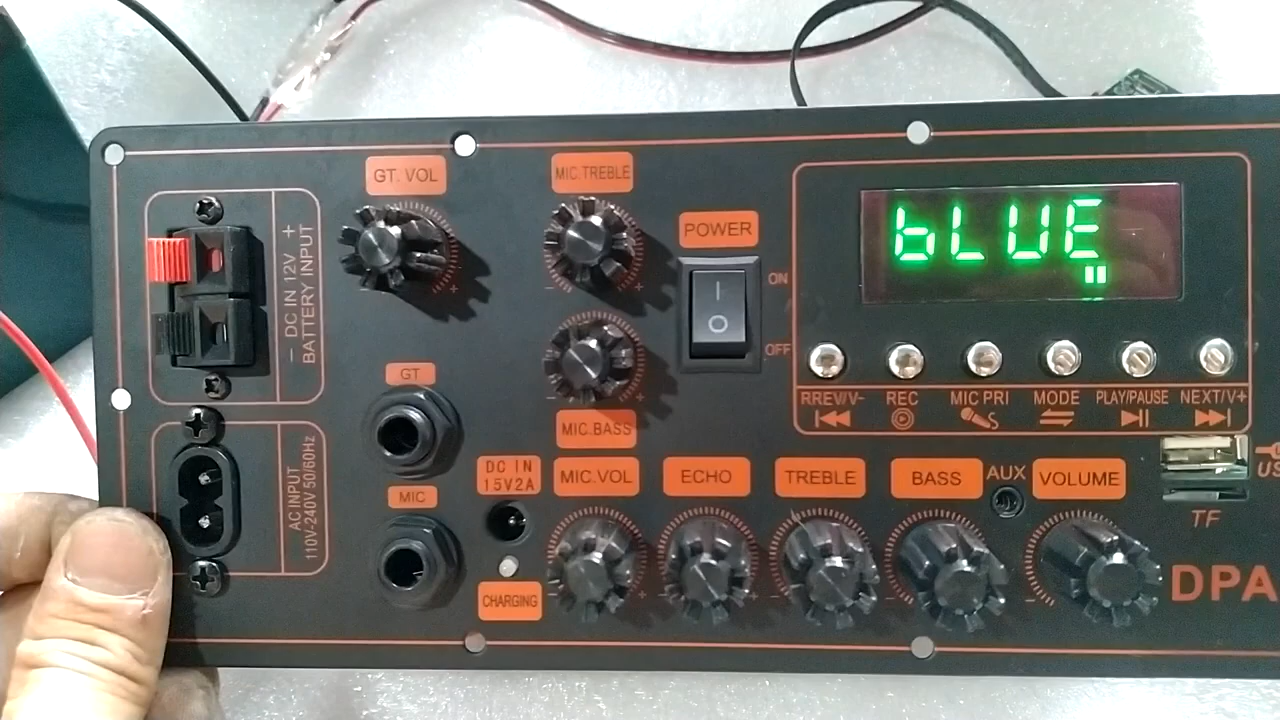 GT. VOL
MIC.TREBLE
POWER
ON
OFF
bLUE
− DC IN 12V +
BATTERY INPUT
RREW/V-
REC
MIC PRI
MODE
PLAY/PAUSE
NEXT/V+
GT
MIC.BASS
AC INPUT
110V-240V 50/60Hz
MIC
DC IN
15V2A
MIC.VOL
ECHO
TREBLE
BASS
AUX
VOLUME
US
TF
CHARGING
DPA